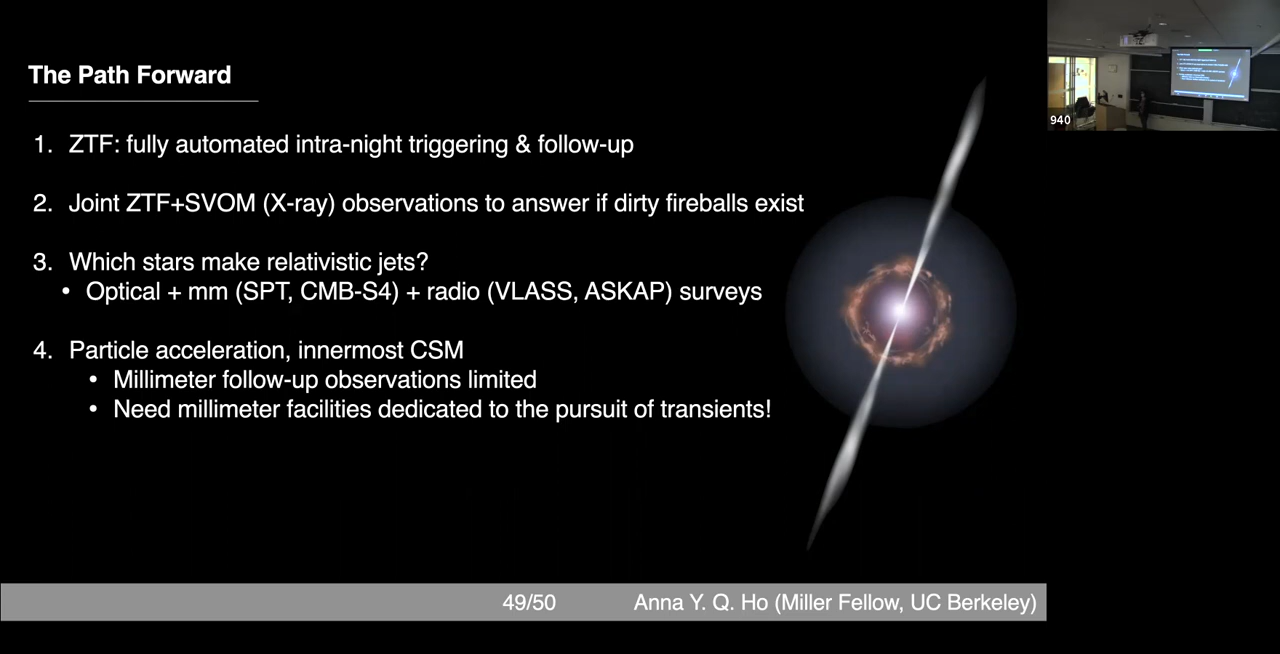 The Path Forward
1. ZTF: fully automated intra-night triggering & follow-up
2. Joint ZTF+SVOM (X-ray) observations to answer if dirty fireballs exist
3. Which stars make relativistic jets?
• Optical + mm (SPT, CMB-S4) + radio (VLASS, ASKAP) surveys
4. Particle acceleration, innermost CSM
• Millimeter follow-up observations limited
• Need millimeter facilities dedicated to the pursuit of transients!
49/50 Anna Y. Q. Ho (Miller Fellow, UC Berkeley)
940